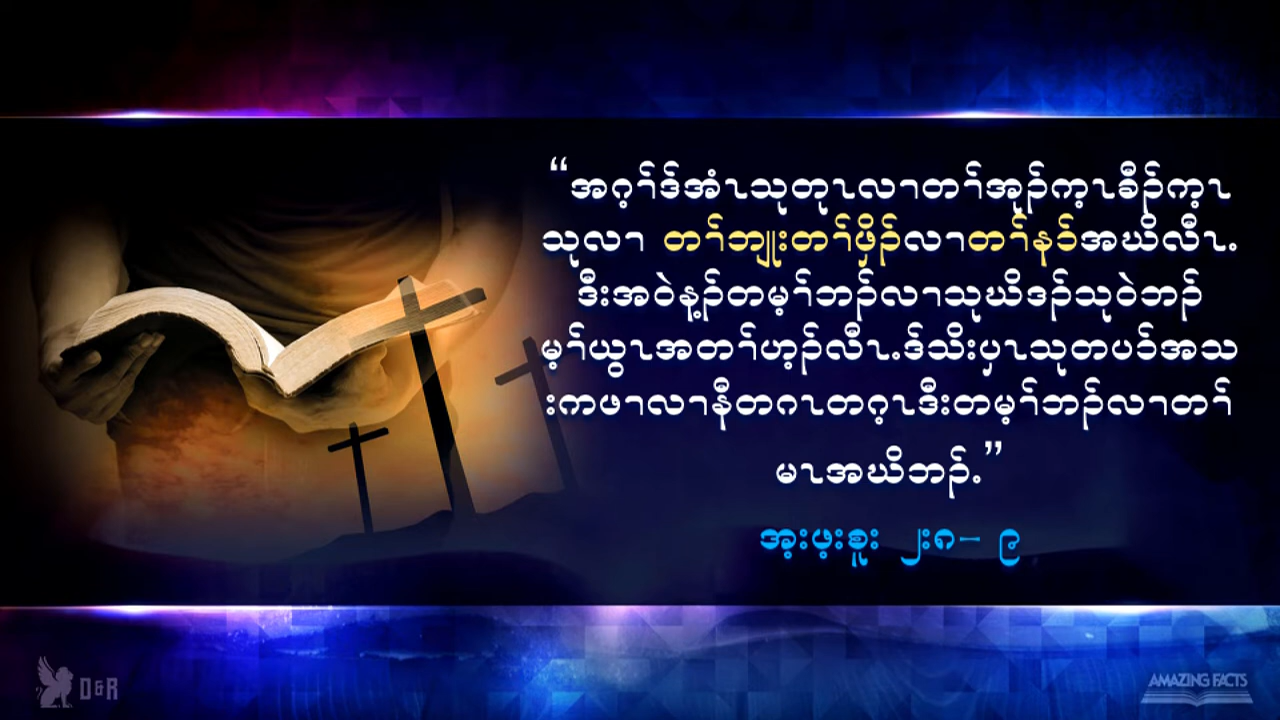 “အဂ့ၢ်ဒ်အံၤသုတုၤလၢတၢ်အုၣ်က့ၤခီၣ်က့ၤ
သုလၢ တၢ်ဘျုးတၢ်ဖှိၣ်လၢတၢ်နာ်အဃိလီၤ.
ဒီးအဝဲန့ၣ်တမ့ၢ်ဘၣ်လၢသုဃိဒၣ်သုဝဲဘၣ်
မ့ၢ်ယွၤအတၢ်ဟ့ၣ်လီၤ.ဒ်သိးပှၤသုတပာ်အသ
းကဖၢလၢနီတဂၤတဂ့ၤဒီးတမ့ၢ်ဘၣ်လၢတၢ်
မၤအဃိဘၣ်.”
အ့းဖ့းစူး ၂း၈– ၉
D&R
AMAZING FACTS